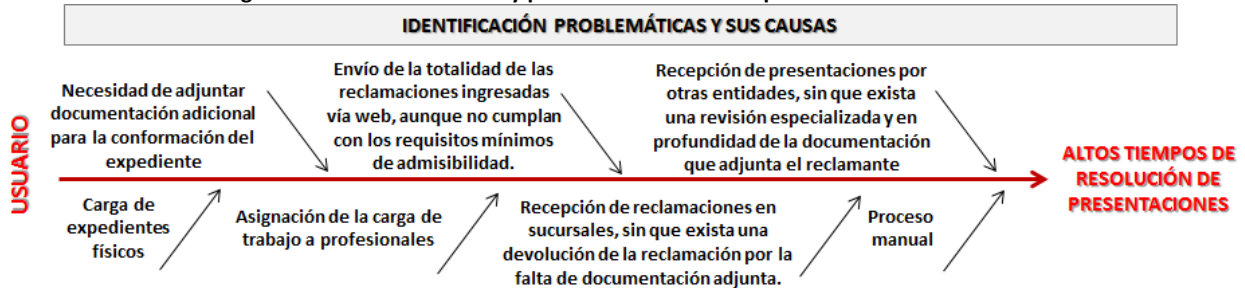 IDENTIFICACIÓN PROBLEMÁTICAS Y SUS CAUSAS
Necesidad de adjuntar
documentación adicional
para la conformación del
expediente
Envío de la totalidad de las
reclamaciones ingresadas
vía web, aunque no cumplan
con los requisitos mínimos
de admisibilidad.
Recepción de presentaciones por
otras entidades, sin que exista
una revisión especializada y en
profundidad de la documentación
que adjunta el reclamante
USUARIO
ALTOS TIEMPOS DE
RESOLUCIÓN DE
PRESENTACIONES
Carga de
expedientes
físicos
Asignación de la carga de
trabajo a profesionales
Recepción de reclamaciones en
sucursales, sin que exista una
devolución de la reclamación por la
falta de documentación adjunta.
Proceso
manual